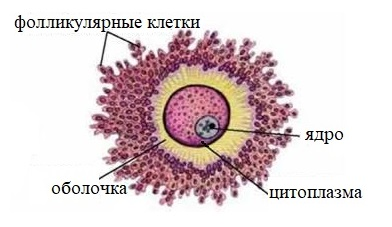 фолликулярные клетки
ядро
оболочка
цитоплазма